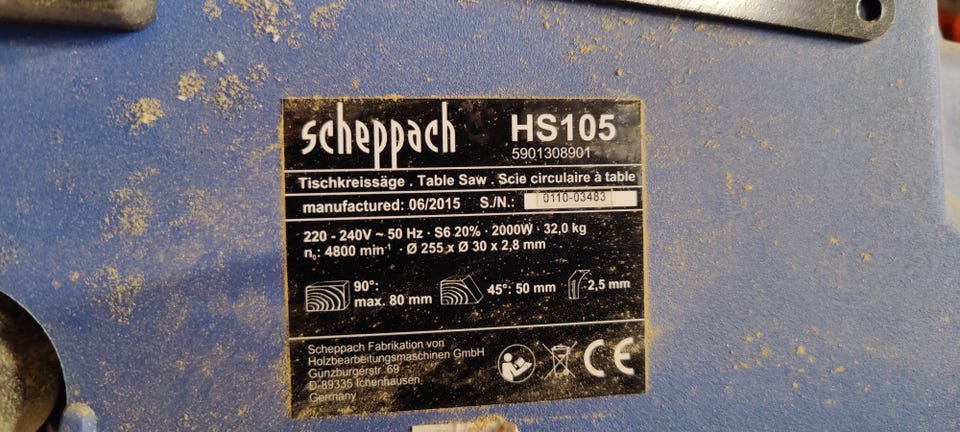 scheppach HS105
5901308901
Tischkreissäge . Table Saw . Scie circulaire à table
manufactured: 06/2015 S./N.: 0110-03483
220 - 240V ~ 50 Hz · S6 20% · 2000W · 32,0 kg
n₀: 4800 min⁻¹ · Ø 255 x Ø 30 x 2,8 mm
90°:
max. 80 mm
45°: 50 mm
2,5 mm
Scheppach Fabrikation von
Holzbearbeitungsmaschinen GmbH
Günzburgerstr. 69
D-89335 Ichenhausen
Germany
CE